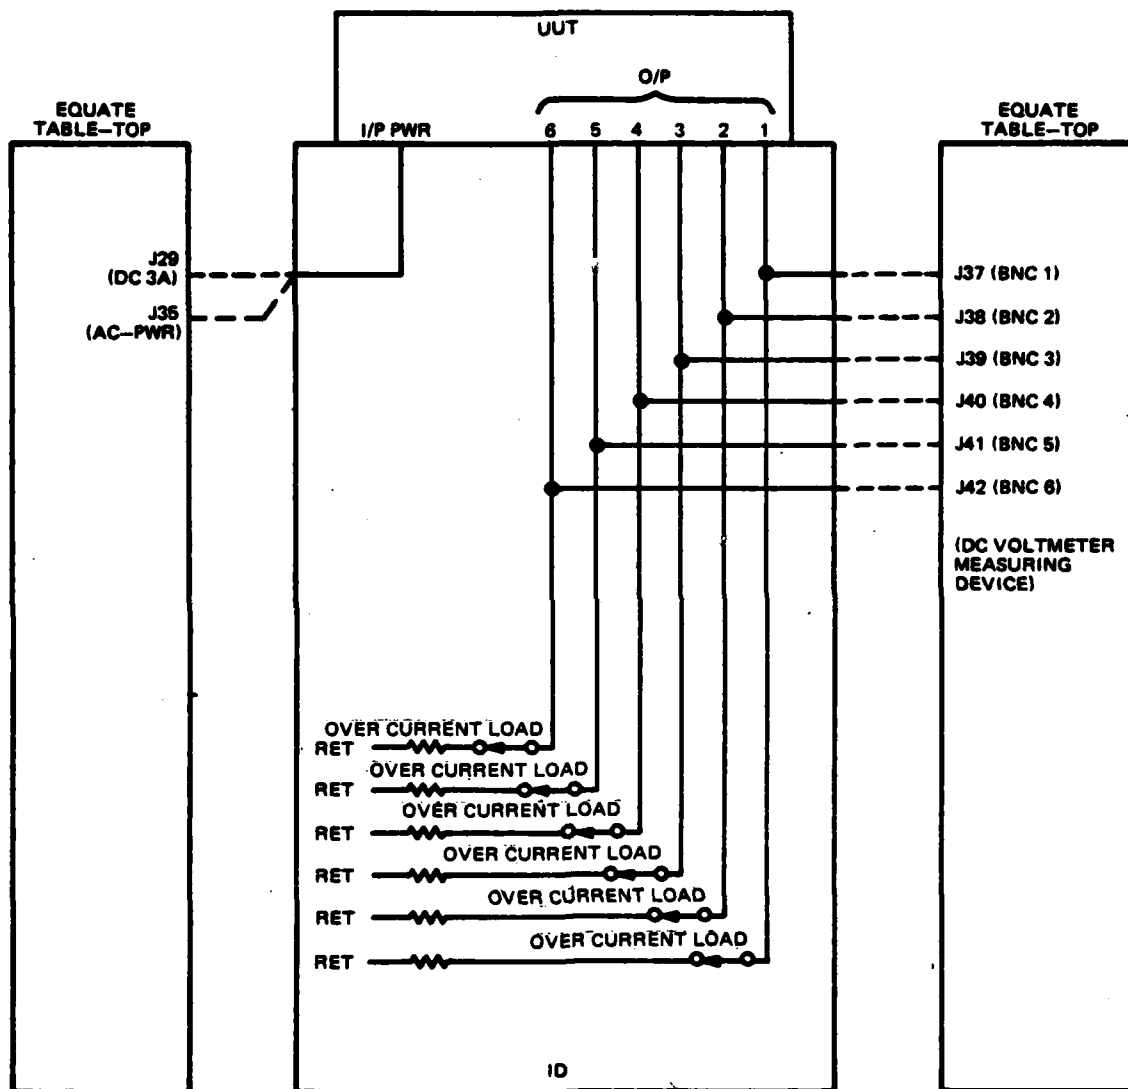 UUT
O/P
EQUATE
TABLE-TOP
I/P PWR
6 5 4 3 2 1
EQUATE
TABLE-TOP
J29
(DC 3A)
J35
(AC-PWR)
J37 (BNC 1)
J38 (BNC 2)
J39 (BNC 3)
J40 (BNC 4)
J41 (BNC 5)
J42 (BNC 6)
(DC VOLTMETER
MEASURING
DEVICE)
OVER CURRENT LOAD
RET
OVER CURRENT LOAD
RET
OVER CURRENT LOAD
RET
OVER CURRENT LOAD
RET
OVER CURRENT LOAD
RET
OVER CURRENT LOAD
RET
ID